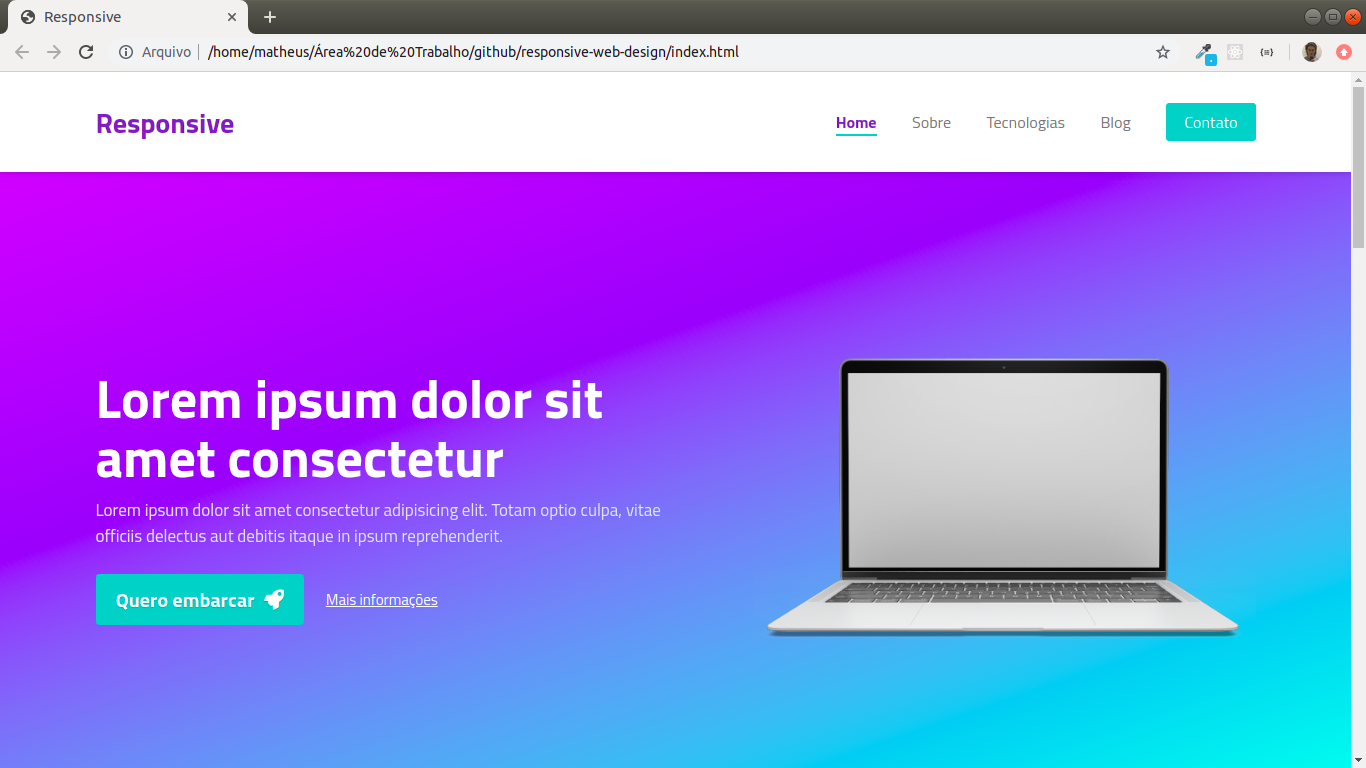 Responsive
Arquivo /home/matheus/Área%20de%20Trabalho/github/responsive-web-design/index.html
Responsive
Home Sobre Tecnologias Blog Contato
Lorem ipsum dolor sit
amet consectetur
Lorem ipsum dolor sit amet consectetur adipisicing elit. Totam optio culpa, vitae
officiis delectus aut debitis itaque in ipsum reprehenderit.
Quero embarcar Mais informações